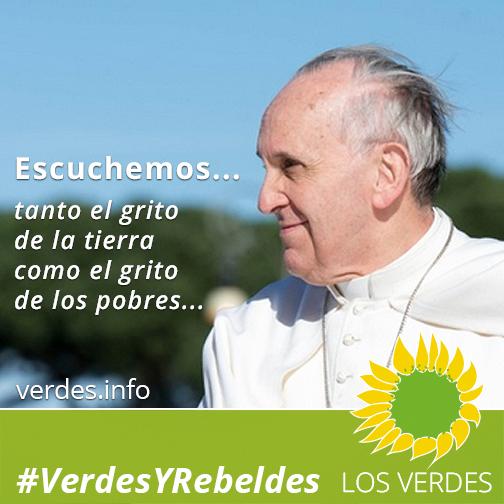 Escuchemos...
tanto el grito
de la tierra
como el grito
de los pobres...
verdes.info
#VerdesYRebeldes
LOS VERDES